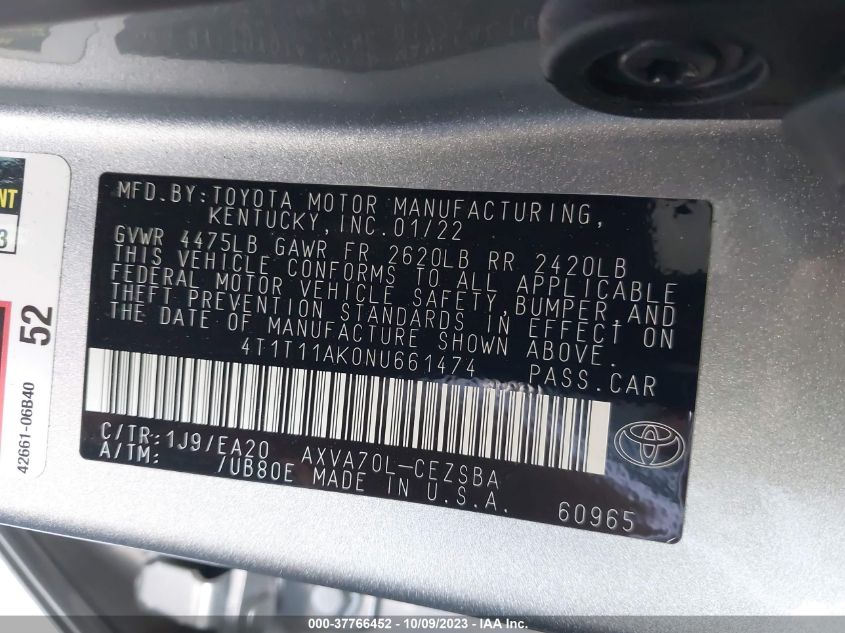 MFD.BY:TOYOTA MOTOR MANUFACTURING,
KENTUCKY, INC.01/22
GVWR 4475LB GAWR FR 2620LB RR 2420LB
THIS VEHICLE CONFORMS TO ALL APPLICABLE
FEDERAL MOTOR VEHICLE SAFETY, BUMPER, AND
THEFT PREVENTION STANDARDS IN EFFECT ON
THE DATE OF MANUFACTURE SHOWN ABOVE.
4T1T11AK0NU661474 PASS.CAR
C/TR:1J9/EA20 AXVA70L-CEZSBA
A/TM: /UB80E MADE IN U.S.A.
60965
NT
3
52
42661-06B40
000-37766452 - 10/09/2023 - IAA Inc.